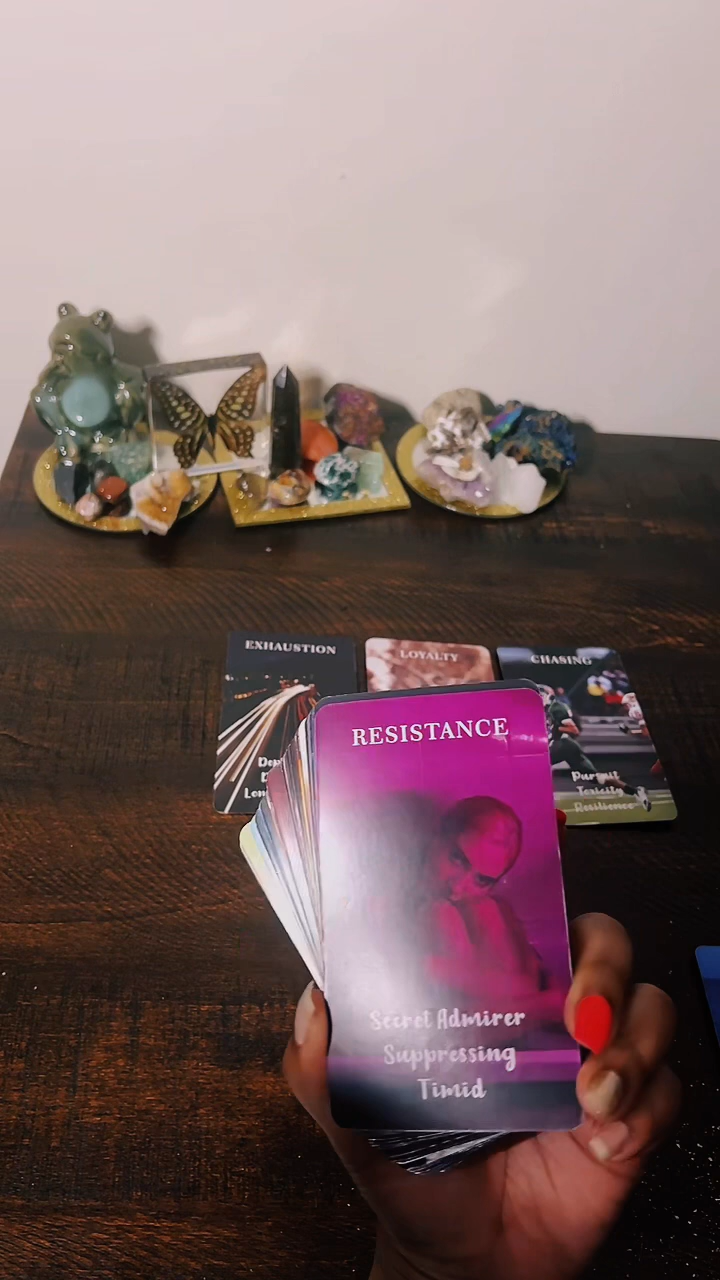 EXHAUSTION
LOYALTY
CHASING
Pursuit
Toxicity
Resilience
RESISTANCE
Secret Admirer
Suppressing
Timid